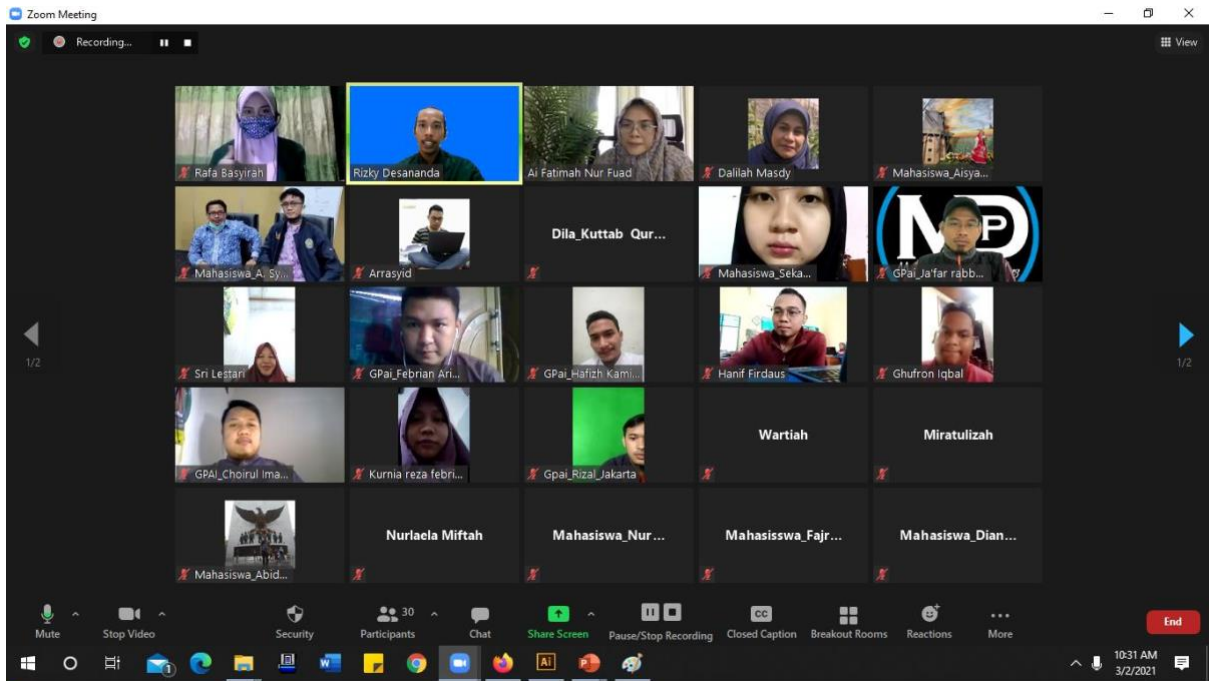 Zoom Meeting
Recording...
View
Rafa Basyirah
Rizky Desananda
Ai Fatimah Nur Fuad
Dalilah Masdy
Mahasiswa_Aisya...
Mahasiswa_A. Sy...
Arrasyid
Dila_Kuttab Qur...
Mahasiswa_Seka...
MPD
GPai_Ja'far rabb...
1/2
1/2
Sri Lestari
GPai_Febrian Ari...
GPai_Hafizh Kami...
Hanif Firdaus
Ghufron Iqbal
GPAI_Choirul Ima...
Kurnia reza febri...
Gpai_Rizal_Jakarta
Wartiah
Miratulizah
Mahasiswa_Abid...
Nurlaela Miftah
Mahasiswa_Nur...
Mahasisswa_Fajr...
Mahasiswa_Dian...
Mute
Stop Video
Security
30
Participants
Chat
Share Screen
Pause/Stop Recording
CC
Closed Caption
Breakout Rooms
Reactions
More
End
1
W
Ai
P
10:31 AM
3/2/2021